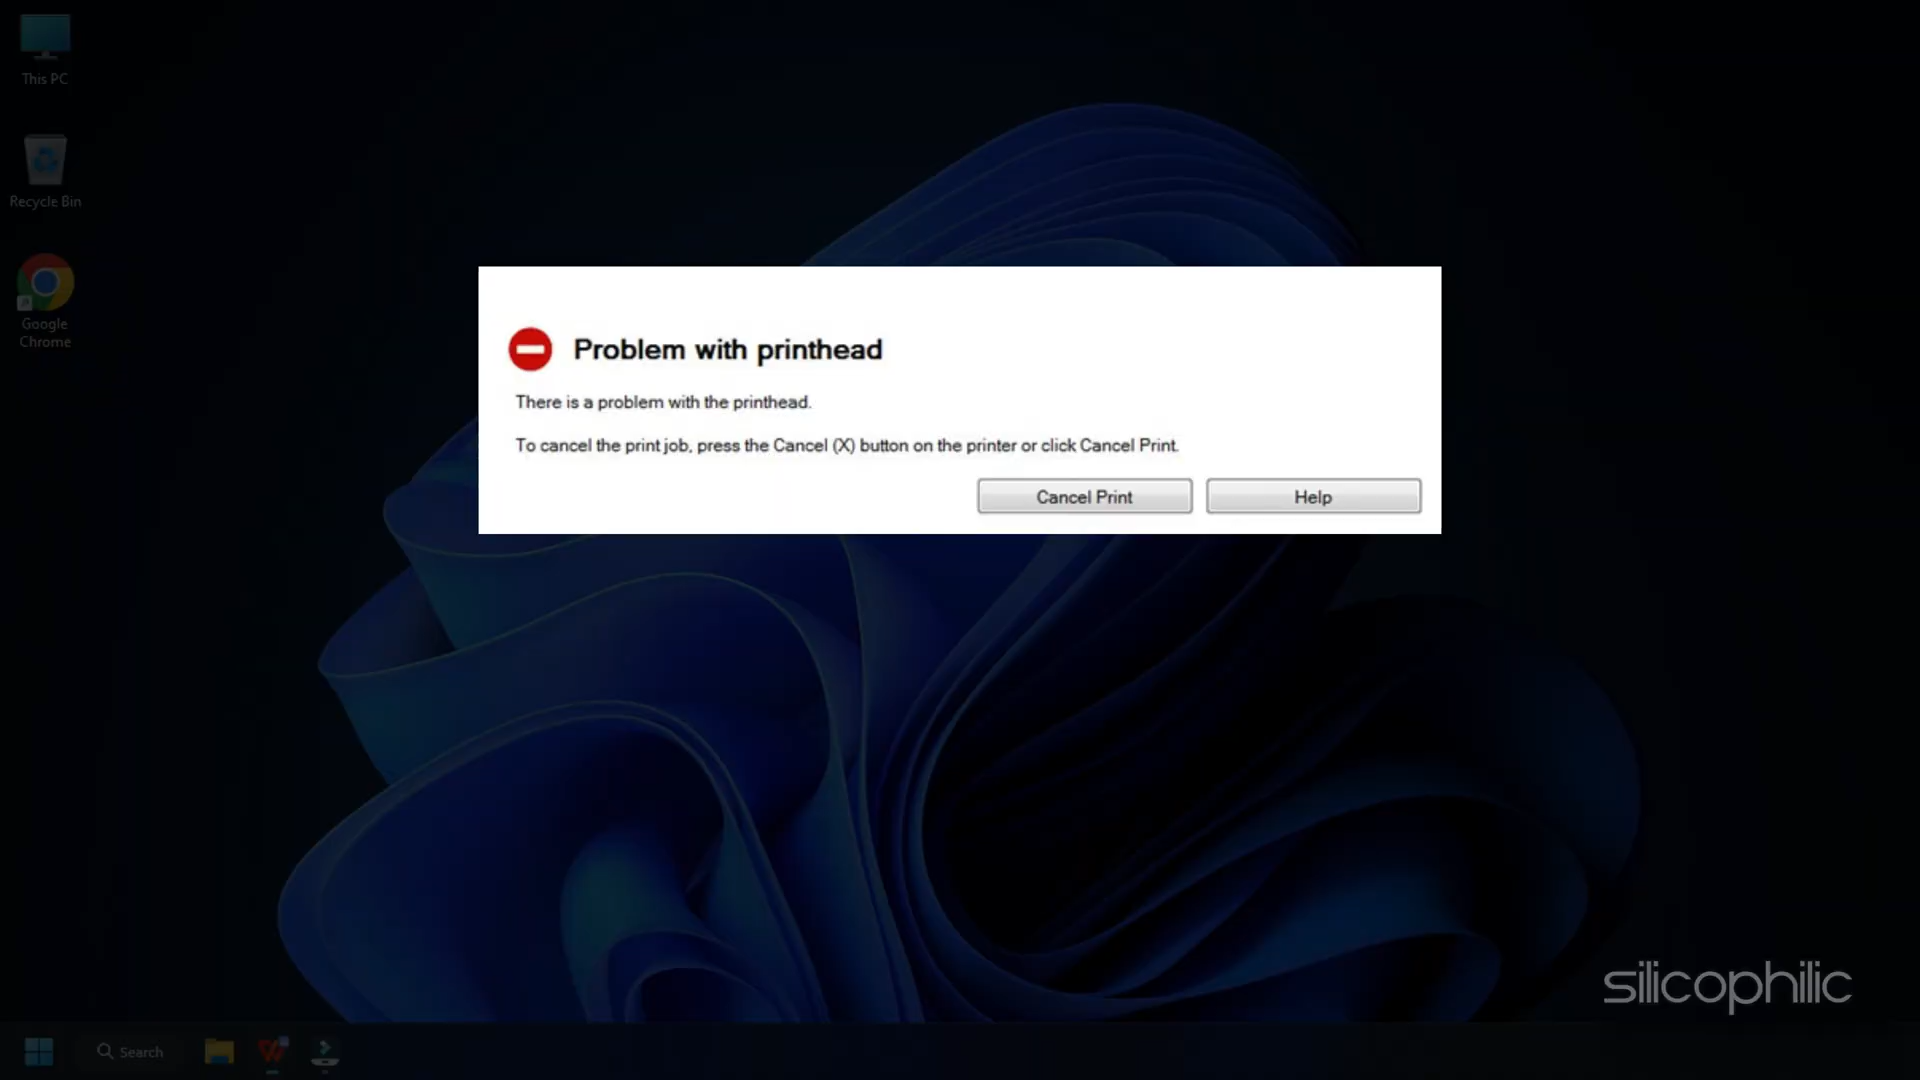 This PC
Recycle Bin
Google
Chrome
Problem with printhead
There is a problem with the printhead.
To cancel the print job, press the Cancel (X) button on the printer or click Cancel Print.
Cancel Print
Help
silicophilic
Search